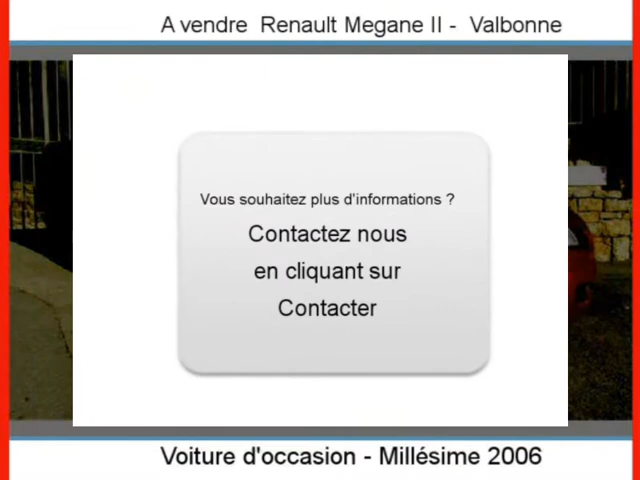 A vendre Renault Megane II - Valbonne
Vous souhaitez plus d'informations ?
Contactez nous
en cliquant sur
Contacter
Voiture d'occasion - Millésime 2006